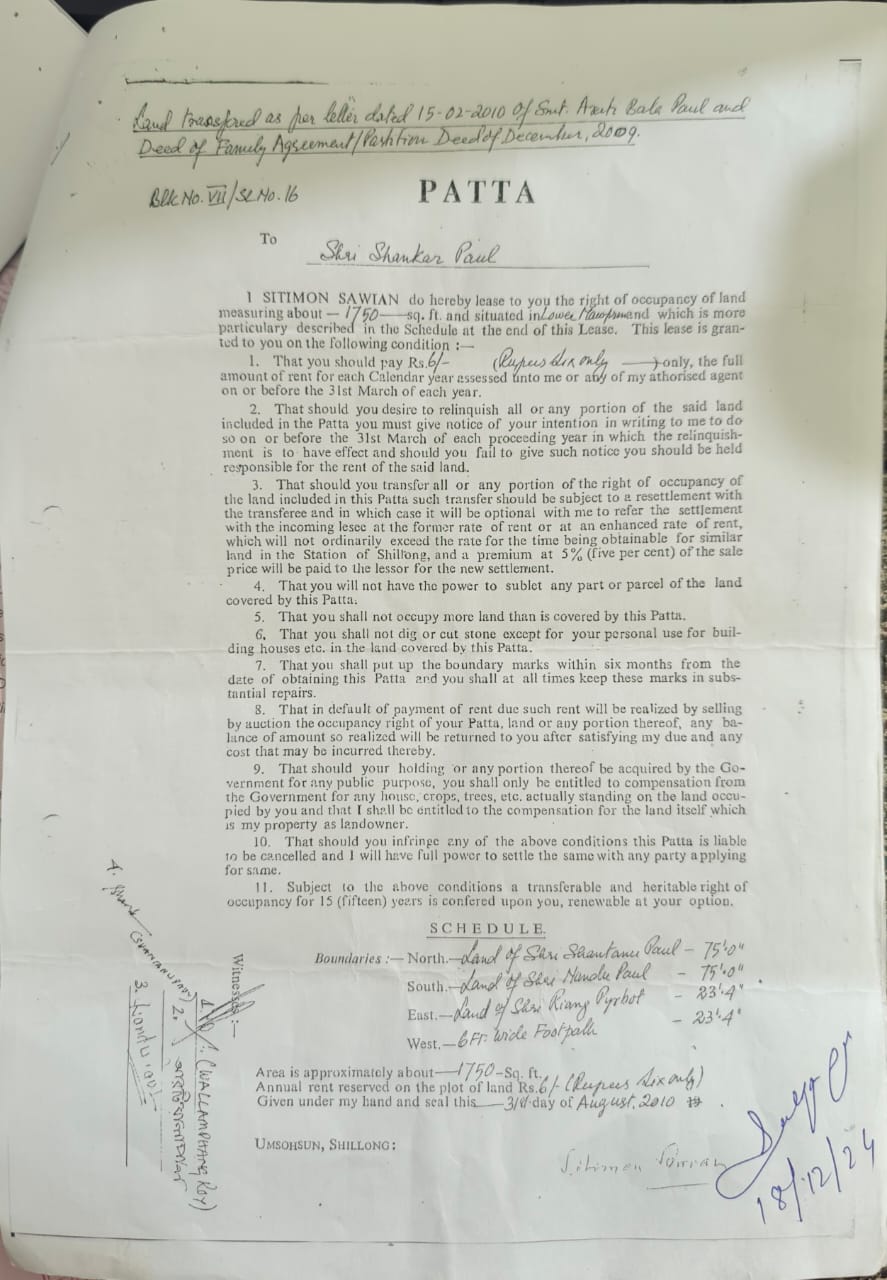 Land transfered as per letter dated 15-02-2010 of Smt. Arati Bala Paul and
Deed of Family Agreement/Partition Deed of December, 2009.
Blk No. VII/SL No. 16
PATTA
To
Shri Shankar Paul
I SITIMON SAWIAN do hereby lease to you the right of occupancy of land
measuring about — 1750 — sq. ft. and situated in Lower Mawprem and which is more
particulary described in the Schedule at the end of this Lease. This lease is gran-
ted to you on the following condition :—
1. That you should pay Rs. 6/- (Rupees Six only —) only, the full
amount of rent for each Calendar year assessed unto me or any of my athorised agent
on or before the 31st March of each year.
2. That should you desire to relinquish all or any portion of the said land
included in the Patta you must give notice of your intention in writing to me to do
so on or before the 31st March of each proceeding year in which the relinquish-
ment is to have effect and should you fail to give such notice you should be held
responsible for the rent of the said land.
3. That should you transfer all or any portion of the right of occupancy of
the land included in this Patta such transfer should be subject to a resettlement with
the transferee and in which case it will be optional with me to refer the settlement
with the incoming lesee at the former rate of rent or at an enhanced rate of rent,
which will not ordinarily exceed the rate for the time being obtainable for similar
land in the Station of Shillong, and a premium at 5% (five per cent) of the sale
price will be paid to the lessor for the new settlement.
4. That you will not have the power to sublet any part or parcel of the land
covered by this Patta.
5. That you shall not occupy more land than is covered by this Patta.
6. That you shall not dig or cut stone except for your personal use for buil-
ding houses etc. in the land covered by this Patta.
7. That you shall put up the boundary marks within six months from the
date of obtaining this Patta and you shall at all times keep these marks in subs-
tantial repairs.
8. That in default of payment of rent due such rent will be realized by selling
by auction the occupancy right of your Patta, land or any portion thereof, any ba-
lance of amount so realized will be returned to you after satisfying my due and any
cost that may be incurred thereby.
9. That should your holding or any portion thereof be acquired by the Go-
vernment for any public purpose, you shall only be entitled to compensation from
the Government for any house, crops, trees, etc. actually standing on the land occu-
pied by you and that I shall be entitled to the compensation for the land itself which
is my property as landowner.
10. That should you infringe any of the above conditions this Patta is liable
to be cancelled and I will have full power to settle the same with any party applying
for same.
11. Subject to the above conditions a transferable and heritable right of
occupancy for 15 (fifteen) years is confered upon you, renewable at your option.
SCHEDULE.
Boundaries :— North.— Land of Shri Shantanu Paul — 75'.0"
South.— Land of Shri Nandu Paul — 75'.0"
East.— Land of Shri Riang Pyrbot — 23'.4"
West.— 6 Ft. Wide Footpath — 23'.4"
Area is approximately about — 1750 — Sq. ft.
Annual rent reserved on the plot of land Rs. 6/- (Rupees Six only)
Given under my hand and seal this — 31st day of August, 2010
UMSOHSUN, SHILLONG:
Sitimon Sawian
18/12/24
Witnesses :—
1. (WALLAMPHANG ROY)
2.
3.
4.